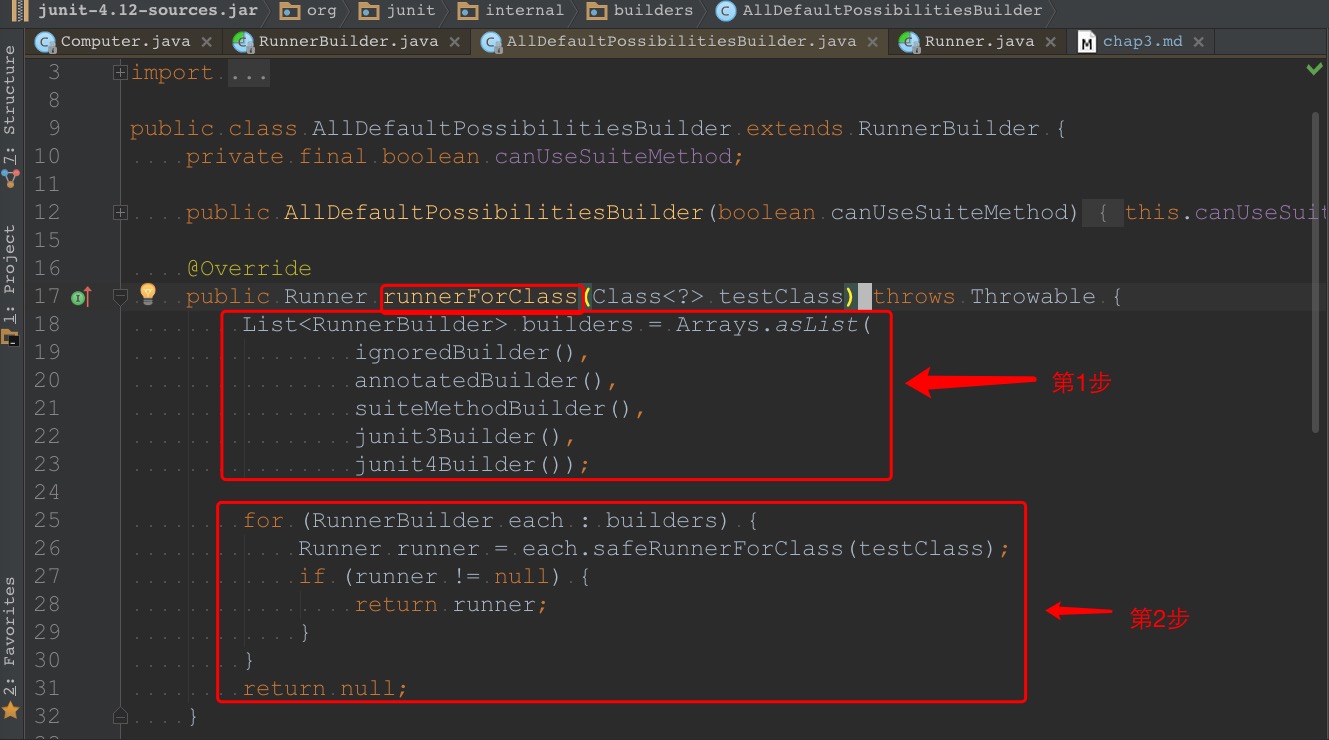 junit-4.12-sources.jar org junit internal builders AllDefaultPossibilitiesBuilder
Computer.java RunnerBuilder.java AllDefaultPossibilitiesBuilder.java Runner.java chap3.md
7: Structure
1: Project
2: Favorites
3 import ...
8
9 public class AllDefaultPossibilitiesBuilder extends RunnerBuilder {
10 private final boolean canUseSuiteMethod;
11
12 public AllDefaultPossibilitiesBuilder(boolean canUseSuiteMethod) { this.canUseSuit
15
16 @Override
17 public Runner runnerForClass(Class<?> testClass) throws Throwable {
18 List<RunnerBuilder> builders = Arrays.asList(
19 ignoredBuilder(),
20 annotatedBuilder(),
第1步
21 suiteMethodBuilder(),
22 junit3Builder(),
23 junit4Builder());
24
25 for (RunnerBuilder each : builders) {
26 Runner runner = each.safeRunnerForClass(testClass);
27 if (runner != null) {
28 return runner;
第2步
29 }
30 }
31 return null;
32 }